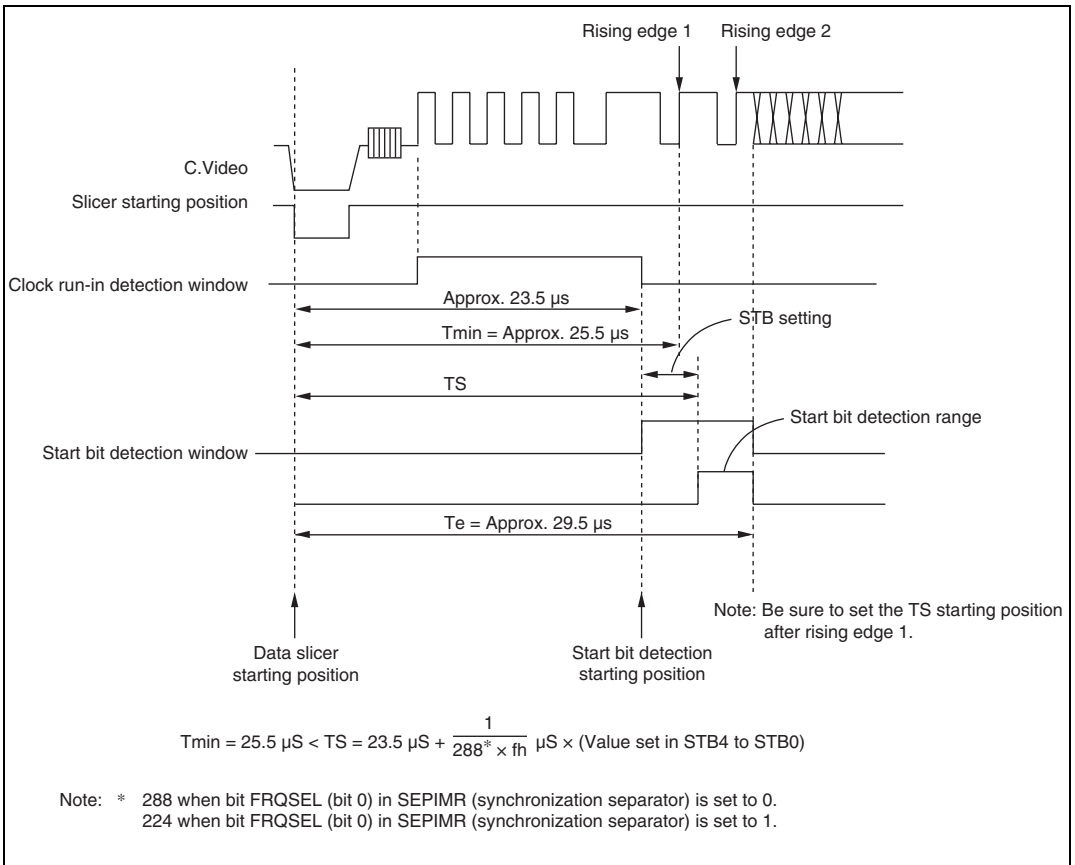 Rising edge 1 Rising edge 2
C.Video
Slicer starting position
Clock run-in detection window
Approx. 23.5 µs
STB setting
Tmin = Approx. 25.5 µs
TS
Start bit detection range
Start bit detection window
Te = Approx. 29.5 µs
Note: Be sure to set the TS starting position
after rising edge 1.
Data slicer
starting position
Start bit detection
starting position
Tmin = 25.5 µS < TS = 23.5 µS + 1 / 288* × fh µS × (Value set in STB4 to STB0)
Note: * 288 when bit FRQSEL (bit 0) in SEPIMR (synchronization separator) is set to 0.
224 when bit FRQSEL (bit 0) in SEPIMR (synchronization separator) is set to 1.